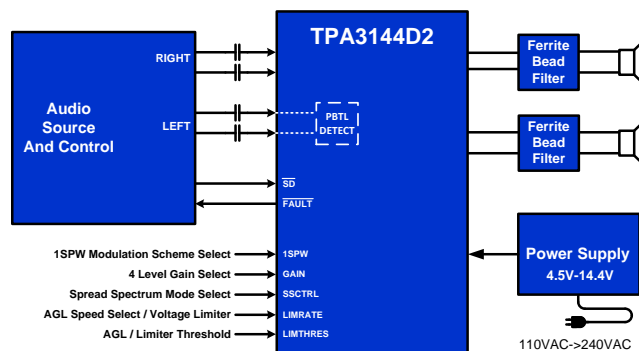 TPA3144D2
RIGHT
Audio
Source
And Control
LEFT
PBTL
DETECT
SD
FAULT
1SPW Modulation Scheme Select
1SPW
4 Level Gain Select
GAIN
Spread Spectrum Mode Select
SSCTRL
AGL Speed Select / Voltage Limiter
LIMRATE
AGL / Limiter Threshold
LIMTHRES
Ferrite
Bead
Filter
Ferrite
Bead
Filter
Power Supply
4.5V-14.4V
110VAC->240VAC